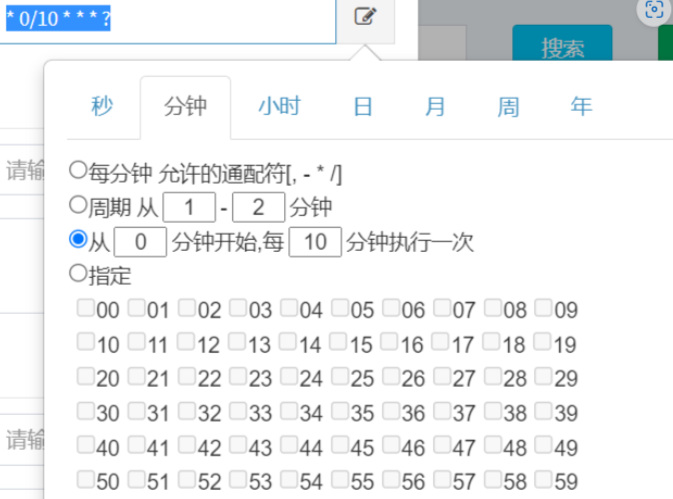 * 0/10 * * * ?
搜索
秒 分钟 小时 日 月 周 年
请输
每分钟 允许的通配符[, - * /]
周期 从 1 - 2 分钟
从 0 分钟开始,每 10 分钟执行一次
指定
00 01 02 03 04 05 06 07 08 09
10 11 12 13 14 15 16 17 18 19
20 21 22 23 24 25 26 27 28 29
30 31 32 33 34 35 36 37 38 39
请输
40 41 42 43 44 45 46 47 48 49
50 51 52 53 54 55 56 57 58 59